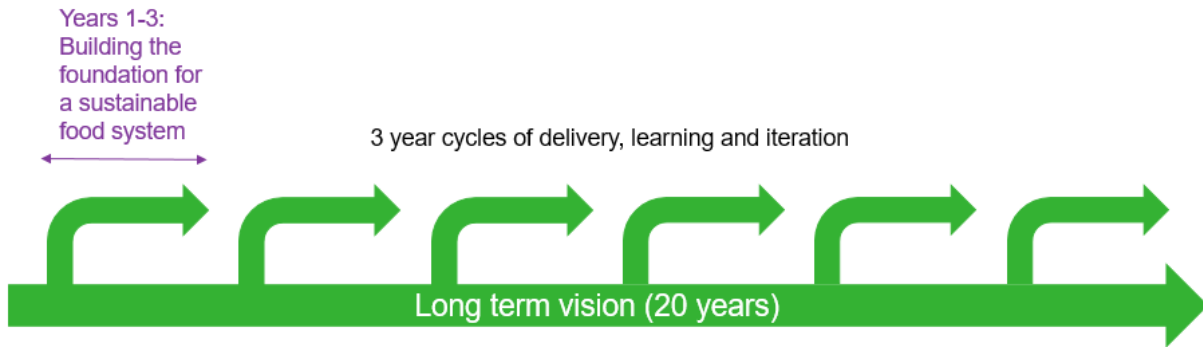 Years 1-3:
Building the
foundation for
a sustainable
food system
3 year cycles of delivery, learning and iteration
Long term vision (20 years)